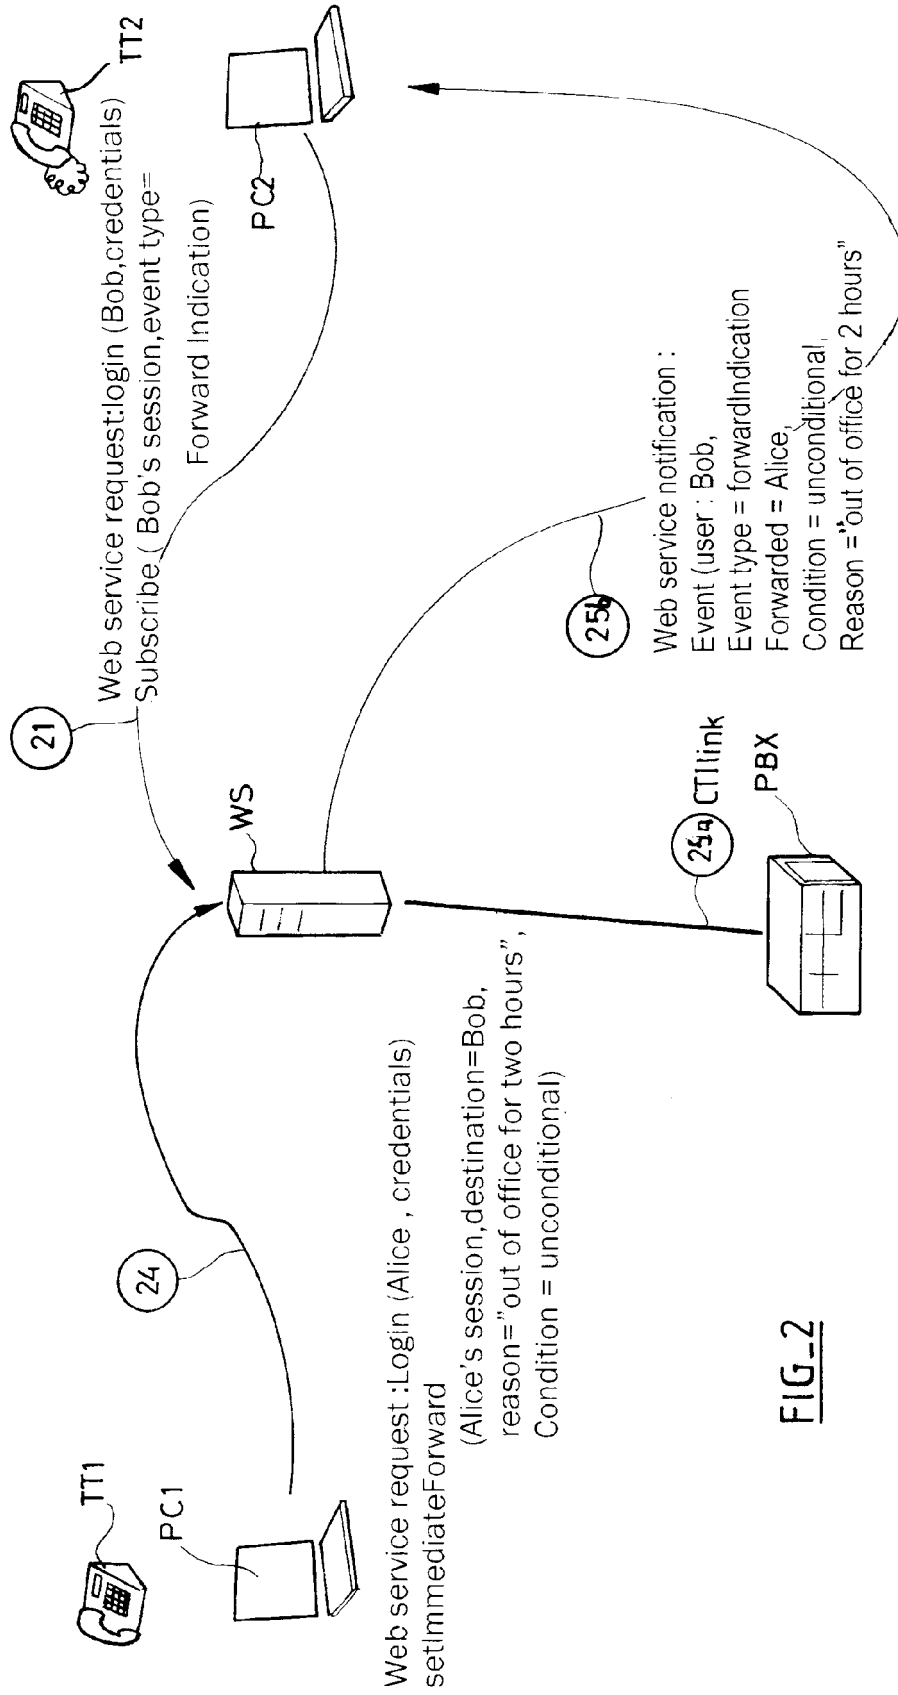 TT1
PC1
24
Web service request :Login (Alice , credentials)
setImmediateForward
(Alice's session,destination=Bob,
reason="out of office for two hours",
Condition = unconditional)
WS
21
Web service request:login (Bob,credentials)
Subscribe ( Bob's session,event type=
Forward Indication)
TT2
PC2
CTIlink
PBX
25b
Web service notification :
Event (user : Bob,
Event type = forwardIndication
Forwarded = Alice,
Condition = unconditional,
Reason ="out of office for 2 hours"
FIG_2